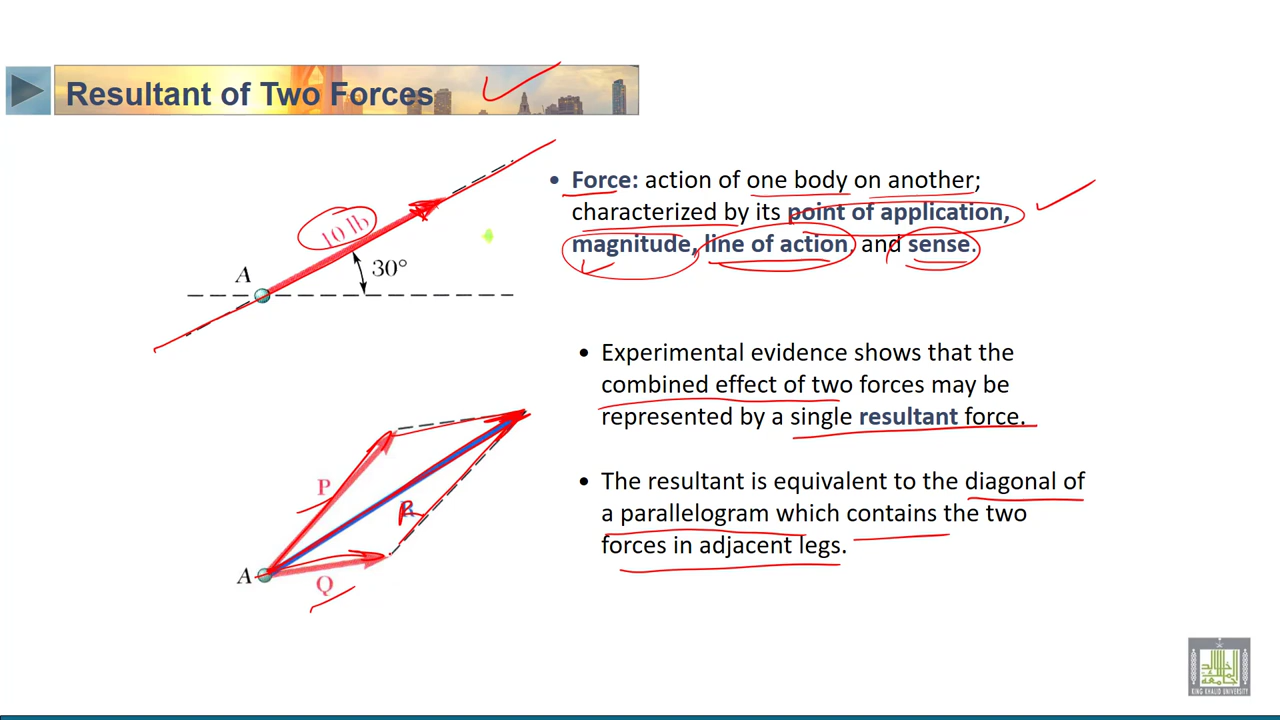 Resultant of Two Forces
• Force: action of one body on another;
characterized by its point of application,
magnitude, line of action, and sense.
10 lb
A
30°
• Experimental evidence shows that the
combined effect of two forces may be
represented by a single resultant force.
• The resultant is equivalent to the diagonal of
a parallelogram which contains the two
forces in adjacent legs.
P
R
A
Q
KING KHALID UNIVERSITY